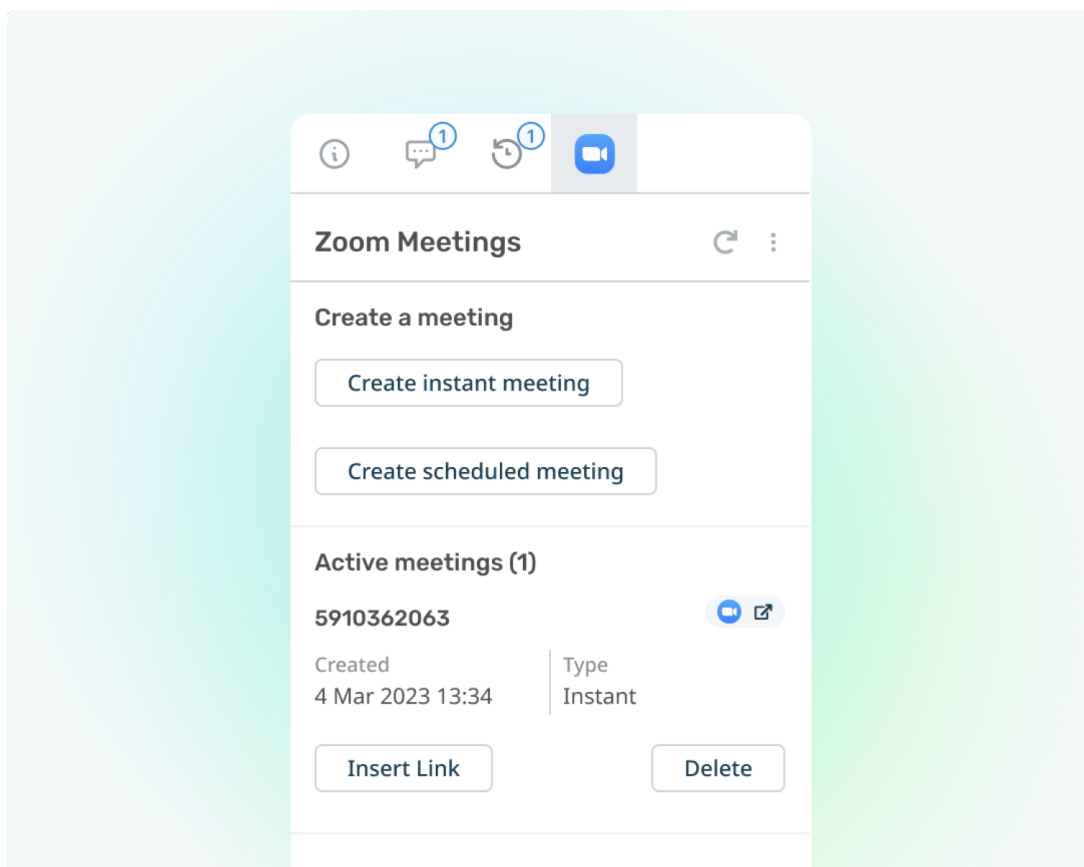 1 1
Zoom Meetings
Create a meeting
Create instant meeting
Create scheduled meeting
Active meetings (1)
5910362063
Created Type
4 Mar 2023 13:34 Instant
Insert Link Delete